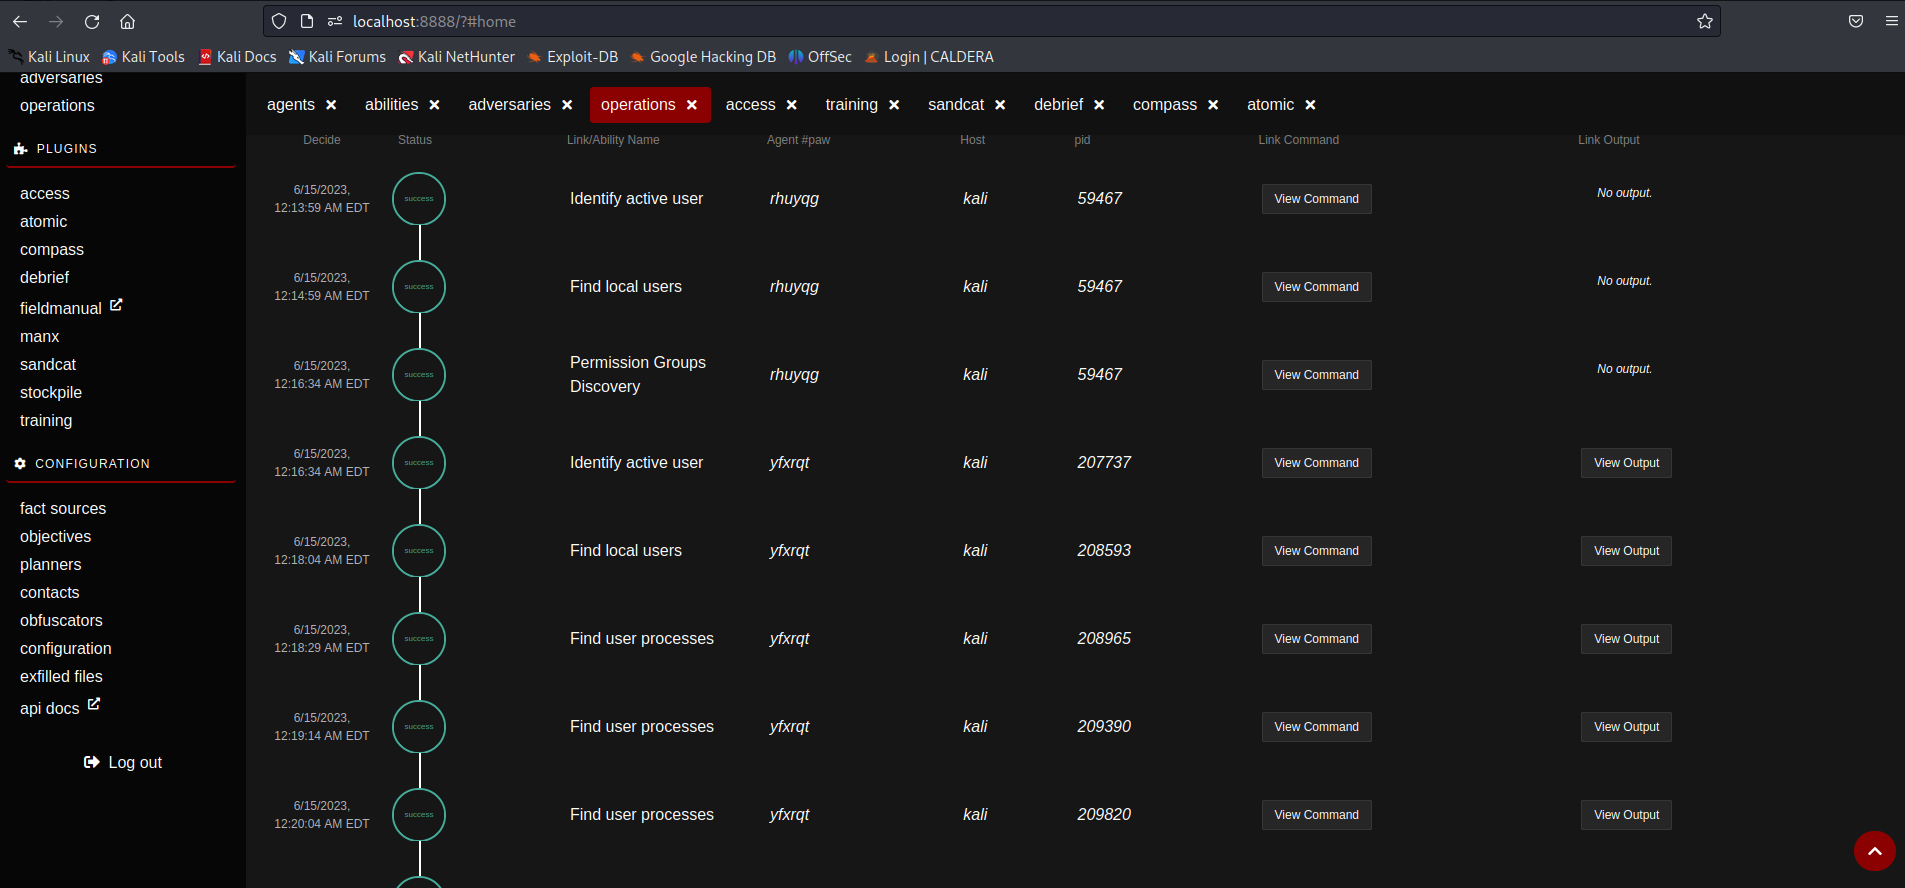 localhost:8888/?#home
Kali Linux Kali Tools Kali Docs Kali Forums Kali NetHunter Exploit-DB Google Hacking DB OffSec Login | CALDERA
adversaries
operations
PLUGINS
access
atomic
compass
debrief
fieldmanual
manx
sandcat
stockpile
training
CONFIGURATION
fact sources
objectives
planners
contacts
obfuscators
configuration
exfilled files
api docs
Log out
agents abilities adversaries operations access training sandcat debrief compass atomic
Decide Status Link/Ability Name Agent #paw Host pid Link Command Link Output
6/15/2023,
12:13:59 AM EDT success Identify active user rhuyqg kali 59467 View Command No output.
6/15/2023,
12:14:59 AM EDT success Find local users rhuyqg kali 59467 View Command No output.
6/15/2023,
12:16:34 AM EDT success Permission Groups
Discovery rhuyqg kali 59467 View Command No output.
6/15/2023,
12:16:34 AM EDT success Identify active user yfxrqt kali 207737 View Command View Output
6/15/2023,
12:18:04 AM EDT success Find local users yfxrqt kali 208593 View Command View Output
6/15/2023,
12:18:29 AM EDT success Find user processes yfxrqt kali 208965 View Command View Output
6/15/2023,
12:19:14 AM EDT success Find user processes yfxrqt kali 209390 View Command View Output
6/15/2023,
12:20:04 AM EDT success Find user processes yfxrqt kali 209820 View Command View Output